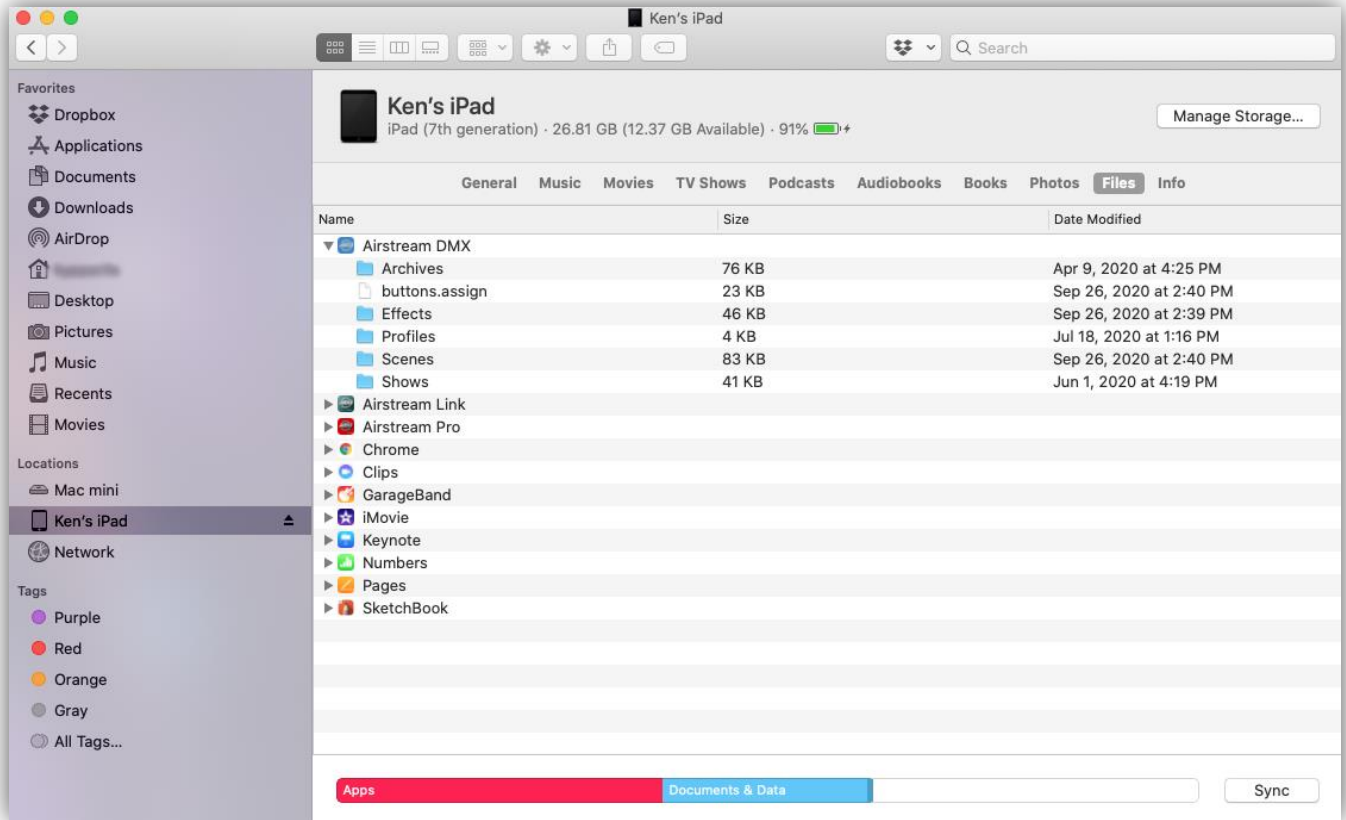 Ken's iPad
Search
Favorites
Dropbox
Applications
Documents
Downloads
AirDrop
Desktop
Pictures
Music
Recents
Movies
Locations
Mac mini
Ken's iPad
Network
Tags
Purple
Red
Orange
Gray
All Tags...
Ken's iPad
iPad (7th generation) · 26.81 GB (12.37 GB Available) · 91%
Manage Storage...
General Music Movies TV Shows Podcasts Audiobooks Books Photos Files Info
Name Size Date Modified
Airstream DMX
Archives 76 KB Apr 9, 2020 at 4:25 PM
buttons.assign 23 KB Sep 26, 2020 at 2:40 PM
Effects 46 KB Sep 26, 2020 at 2:39 PM
Profiles 4 KB Jul 18, 2020 at 1:16 PM
Scenes 83 KB Sep 26, 2020 at 2:40 PM
Shows 41 KB Jun 1, 2020 at 4:19 PM
Airstream Link
Airstream Pro
Chrome
Clips
GarageBand
iMovie
Keynote
Numbers
Pages
SketchBook
Apps Documents & Data
Sync